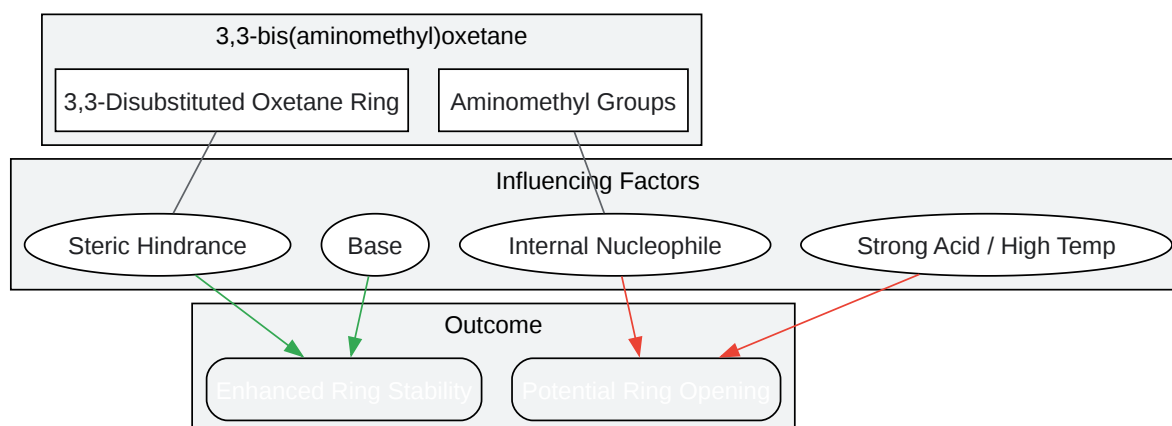 3,3-bis(aminomethyl)oxetane
3,3-Disubstituted Oxetane Ring
Aminomethyl Groups
Influencing Factors
Steric Hindrance
Base
Internal Nucleophile
Strong Acid / High Temp
Outcome
Enhanced Ring Stability
Potential Ring Opening